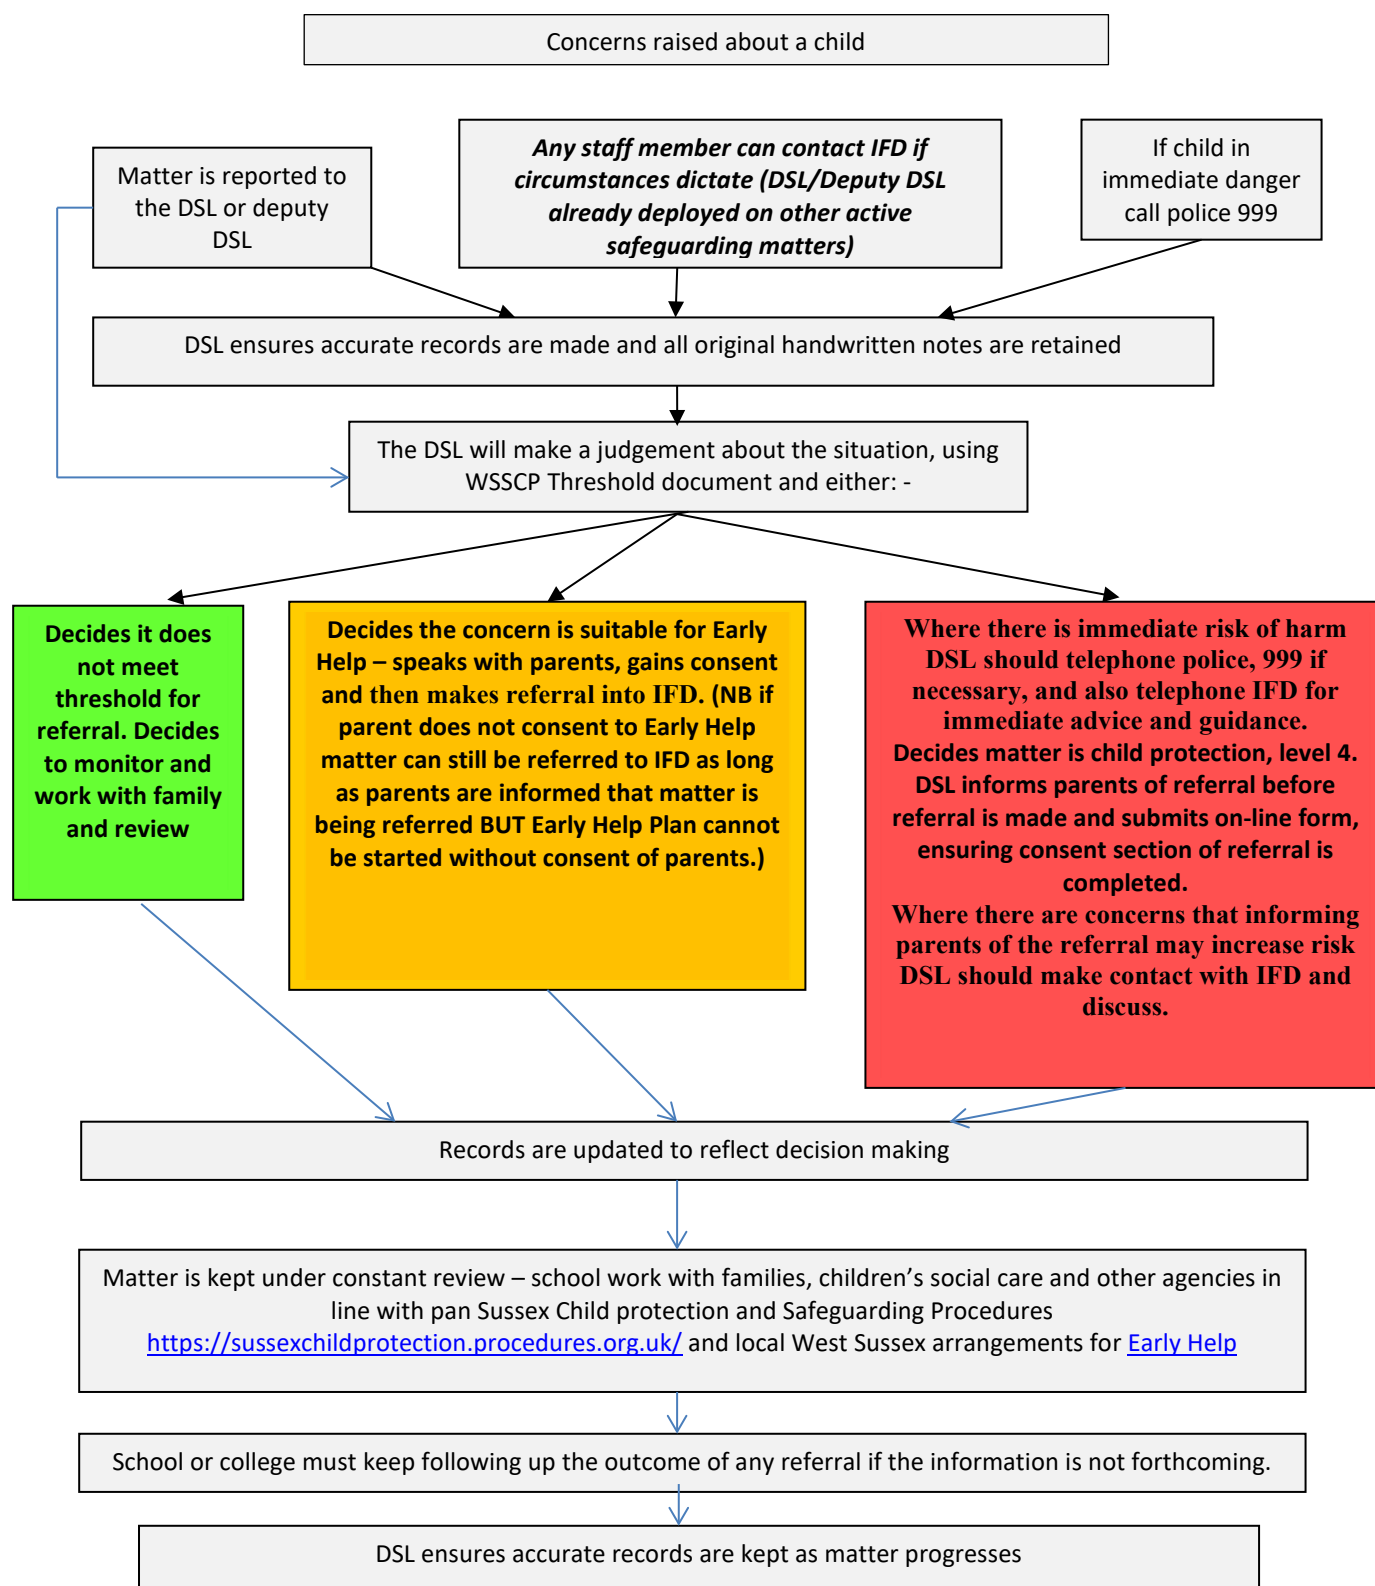 Concerns raised about a child
Matter is reported to
the DSL or deputy
DSL
Any staff member can contact IFD if
circumstances dictate (DSL/Deputy DSL
already deployed on other active
safeguarding matters)
If child in
immediate danger
call police 999
DSL ensures accurate records are made and all original handwritten notes are retained
The DSL will make a judgement about the situation, using
WSSCP Threshold document and either: -
Decides it does
not meet
threshold for
referral. Decides
to monitor and
work with family
and review
Decides the concern is suitable for Early
Help – speaks with parents, gains consent
and then makes referral into IFD. (NB if
parent does not consent to Early Help
matter can still be referred to IFD as long
as parents are informed that matter is
being referred BUT Early Help Plan cannot
be started without consent of parents.)
Where there is immediate risk of harm
DSL should telephone police, 999 if
necessary, and also telephone IFD for
immediate advice and guidance.
Decides matter is child protection, level 4.
DSL informs parents of referral before
referral is made and submits on-line form,
ensuring consent section of referral is
completed.
Where there are concerns that informing
parents of the referral may increase risk
DSL should make contact with IFD and
discuss.
Records are updated to reflect decision making
Matter is kept under constant review – school work with families, children’s social care and other agencies in
line with pan Sussex Child protection and Safeguarding Procedures
https://sussexchildprotection.procedures.org.uk/ and local West Sussex arrangements for Early Help
School or college must keep following up the outcome of any referral if the information is not forthcoming.
DSL ensures accurate records are kept as matter progresses